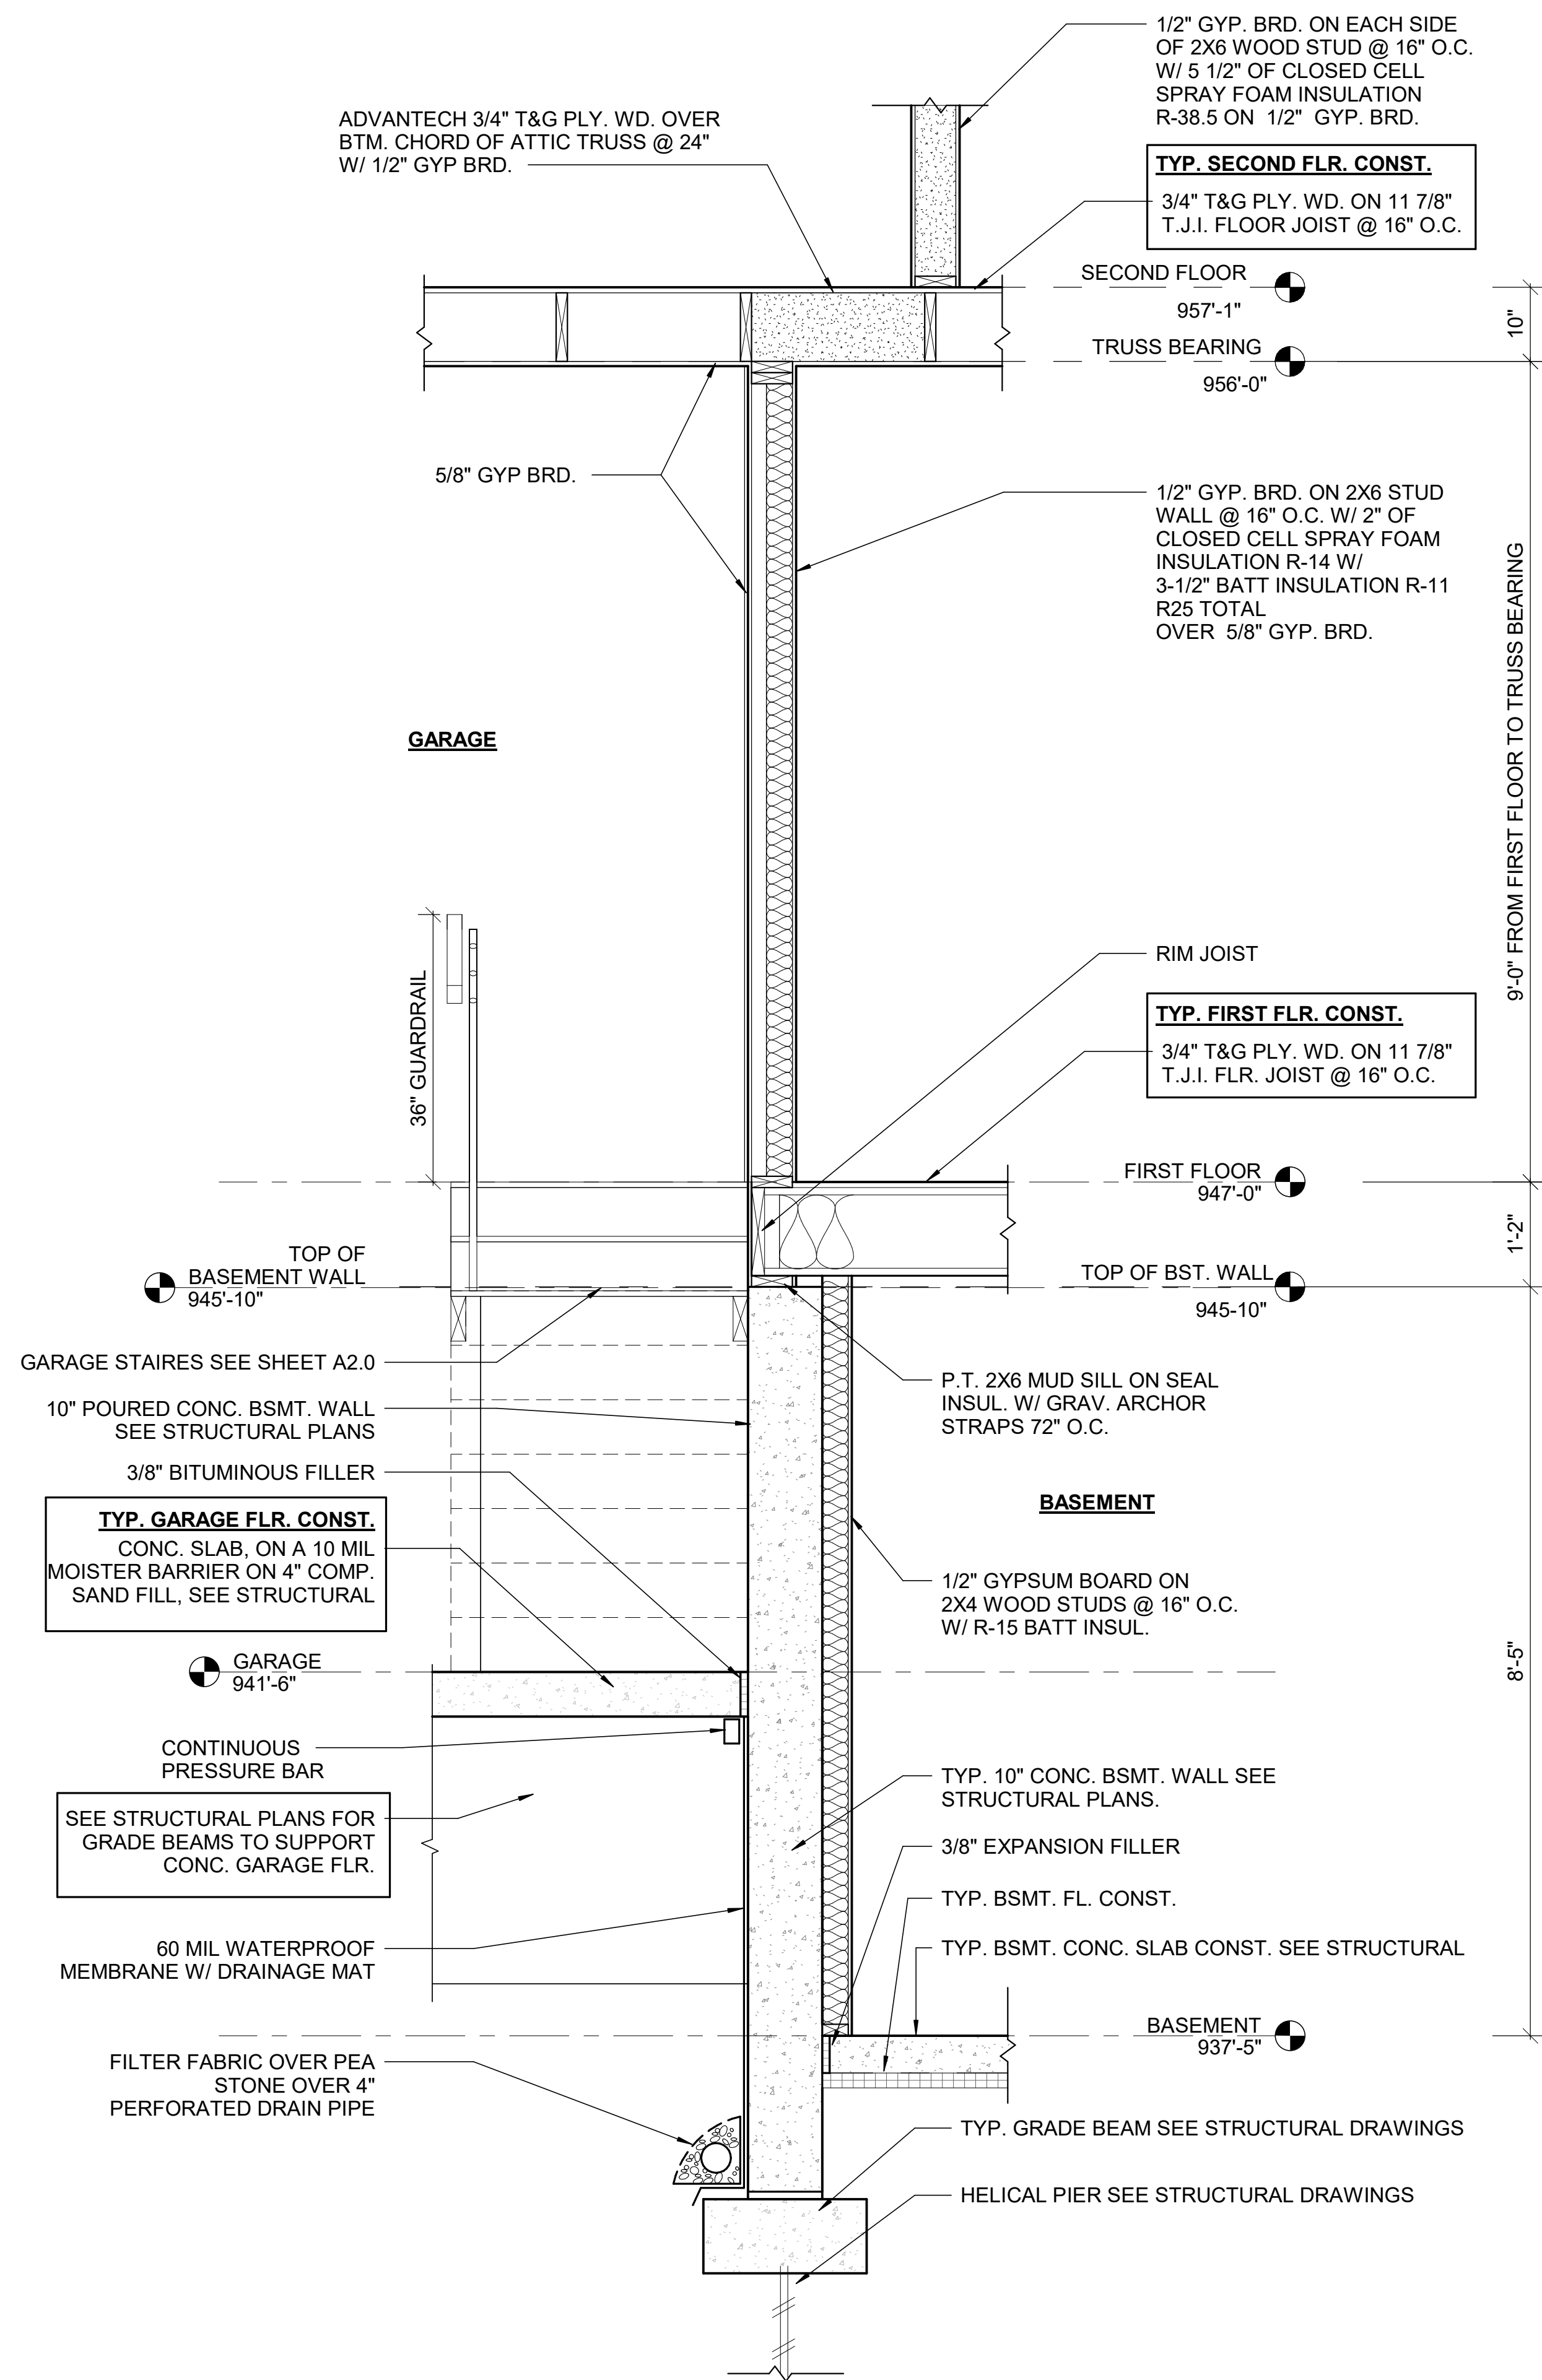 1/2" GYP. BRD. ON EACH SIDE
OF 2X6 WOOD STUD @ 16" O.C.
W/ 5 1/2" OF CLOSED CELL
SPRAY FOAM INSULATION
R-38.5 ON 1/2" GYP. BRD.
ADVANTECH 3/4" T&G PLY. WD. OVER
BTM. CHORD OF ATTIC TRUSS @ 24"
W/ 1/2" GYP BRD.
TYP. SECOND FLR. CONST.
3/4" T&G PLY. WD. ON 11 7/8"
T.J.I. FLOOR JOIST @ 16" O.C.
SECOND FLOOR
957'-1"
10"
TRUSS BEARING
956'-0"
5/8" GYP BRD.
1/2" GYP. BRD. ON 2X6 STUD
WALL @ 16" O.C. W/ 2" OF
CLOSED CELL SPRAY FOAM
INSULATION R-14 W/
3-1/2" BATT INSULATION R-11
R25 TOTAL
OVER 5/8" GYP. BRD.
9'-0" FROM FIRST FLOOR TO TRUSS BEARING
GARAGE
36" GUARDRAIL
RIM JOIST
TYP. FIRST FLR. CONST.
3/4" T&G PLY. WD. ON 11 7/8"
T.J.I. FLR. JOIST @ 16" O.C.
FIRST FLOOR
947'-0"
1'-2"
TOP OF
BASEMENT WALL
945'-10"
TOP OF BST. WALL
945-10"
GARAGE STAIRES SEE SHEET A2.0
10" POURED CONC. BSMT. WALL
SEE STRUCTURAL PLANS
3/8" BITUMINOUS FILLER
P.T. 2X6 MUD SILL ON SEAL
INSUL. W/ GRAV. ARCHOR
STRAPS 72" O.C.
BASEMENT
TYP. GARAGE FLR. CONST.
CONC. SLAB, ON A 10 MIL
MOISTER BARRIER ON 4" COMP.
SAND FILL, SEE STRUCTURAL
1/2" GYPSUM BOARD ON
2X4 WOOD STUDS @ 16" O.C.
W/ R-15 BATT INSUL.
8'-5"
GARAGE
941'-6"
CONTINUOUS
PRESSURE BAR
SEE STRUCTURAL PLANS FOR
GRADE BEAMS TO SUPPORT
CONC. GARAGE FLR.
TYP. 10" CONC. BSMT. WALL SEE
STRUCTURAL PLANS.
3/8" EXPANSION FILLER
TYP. BSMT. FL. CONST.
60 MIL WATERPROOF
MEMBRANE W/ DRAINAGE MAT
TYP. BSMT. CONC. SLAB CONST. SEE STRUCTURAL
BASEMENT
937'-5"
FILTER FABRIC OVER PEA
STONE OVER 4"
PERFORATED DRAIN PIPE
TYP. GRADE BEAM SEE STRUCTURAL DRAWINGS
HELICAL PIER SEE STRUCTURAL DRAWINGS